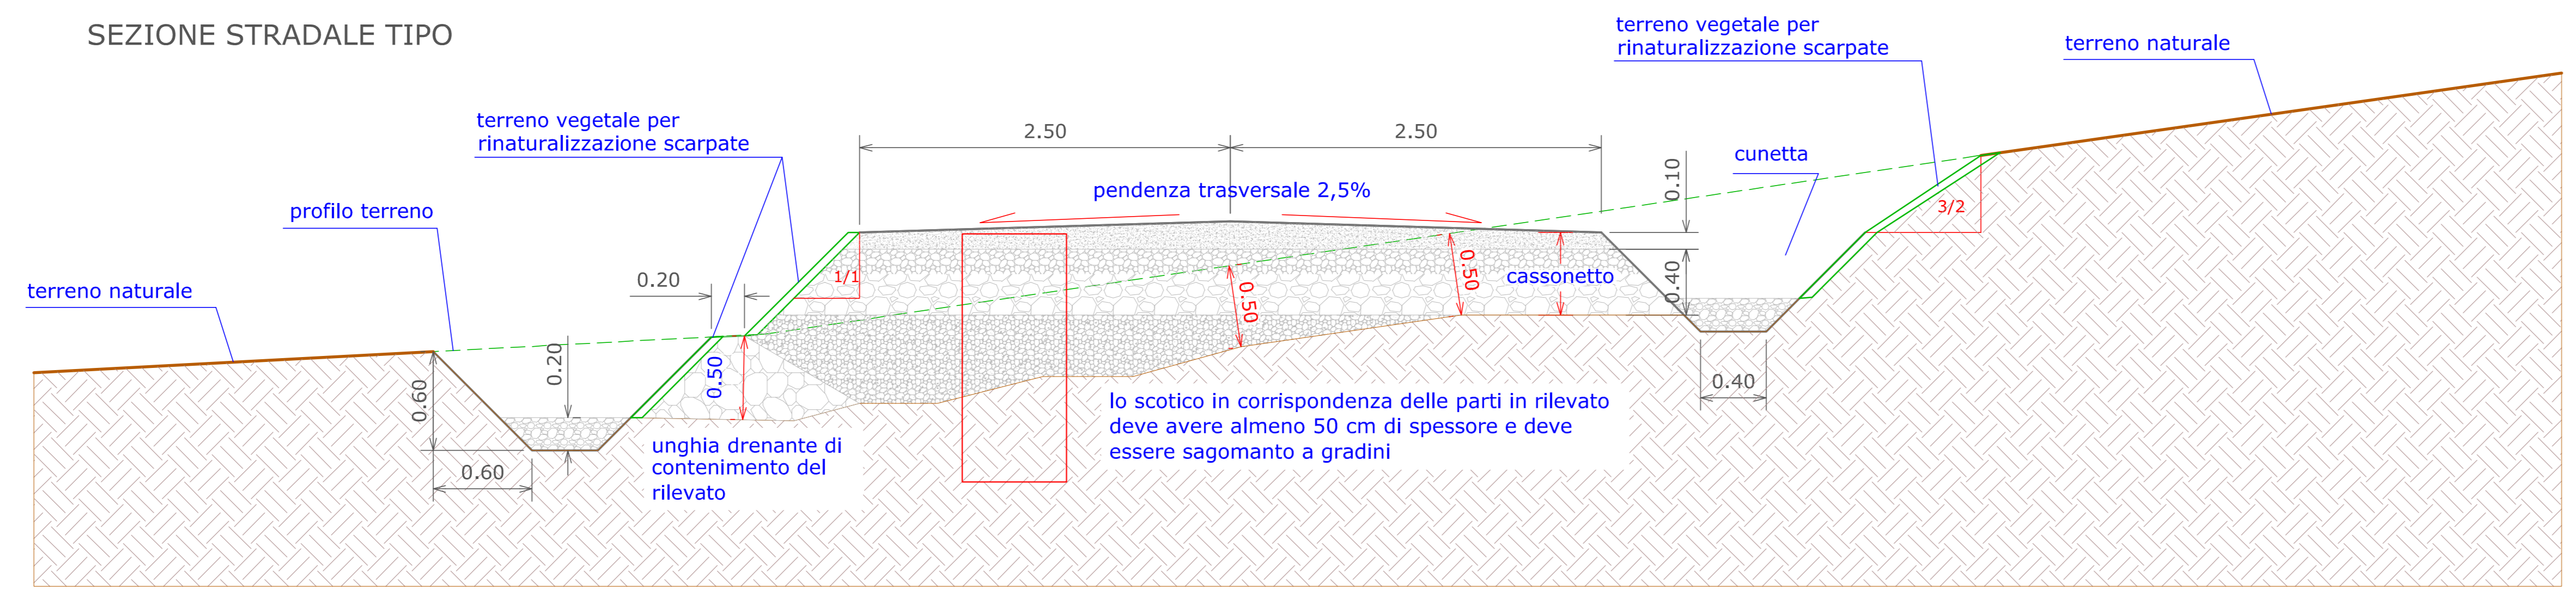 SEZIONE STRADALE TIPO
terreno vegetale per
rinaturalizzazione scarpate
terreno naturale
terreno vegetale per
rinaturalizzazione scarpate
2.50
2.50
cunetta
0.10
pendenza trasversale 2,5%
profilo terreno
3/2
terreno naturale
0.20
1/1
0.50
0.50
cassonetto
0.40
0.60
0.20
0.50
0.40
0.60
unghia drenante di
contenimento del
rilevato
lo scotico in corrispondenza delle parti in rilevato
deve avere almeno 50 cm di spessore e deve
essere sagomanto a gradini